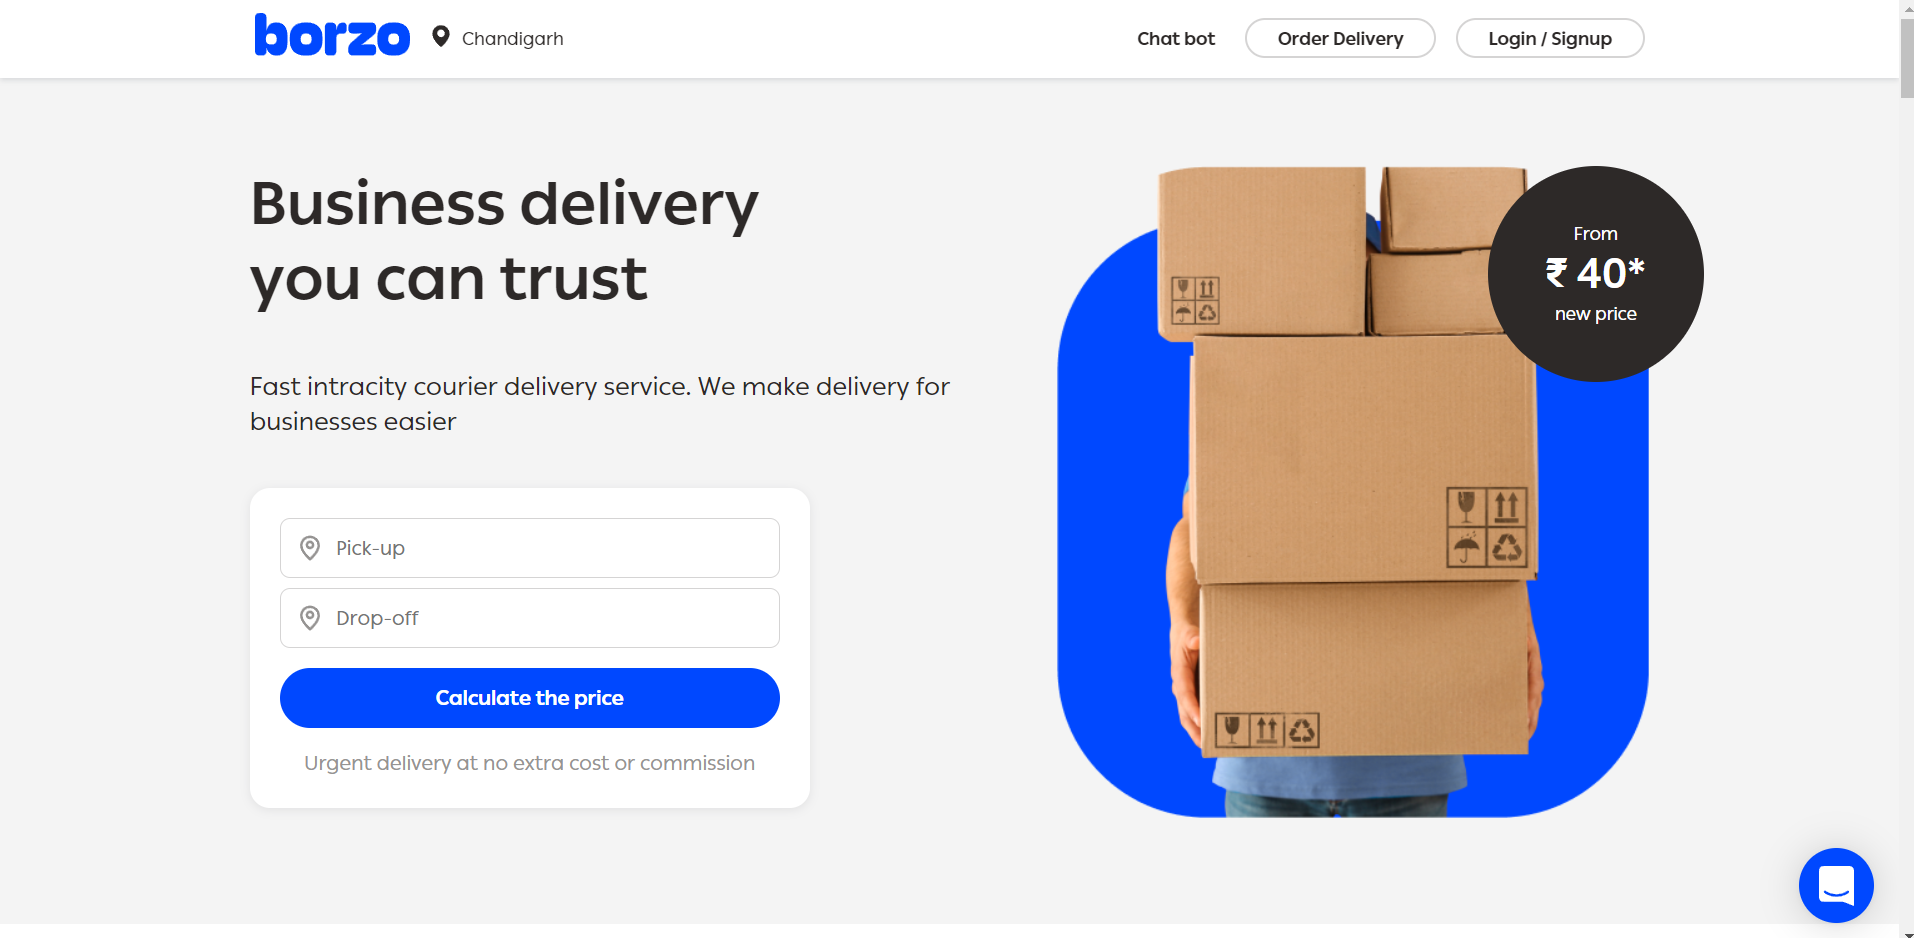 borzo
Chandigarh
Chat bot
Order Delivery
Login / Signup
Business delivery
you can trust
From
₹ 40*
new price
Fast intracity courier delivery service. We make delivery for
businesses easier
Pick-up
Drop-off
Calculate the price
Urgent delivery at no extra cost or commission